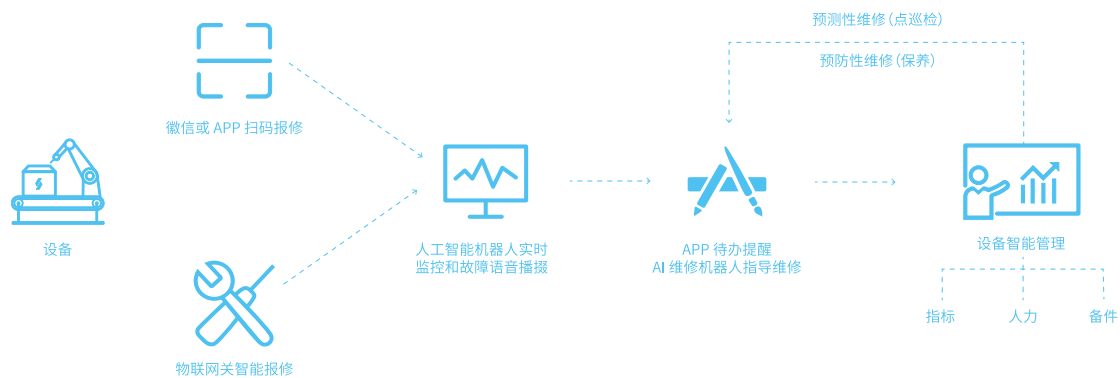 预测性维修(点巡检)
预防性维修(保养)
徽信或 APP 扫码报修
设备
人工智能机器人实时
监控和故障语音播掇
APP 待办提醒
AI 维修机器人指导维修
设备智能管理
指标
人力
备件
物联网关智能报修